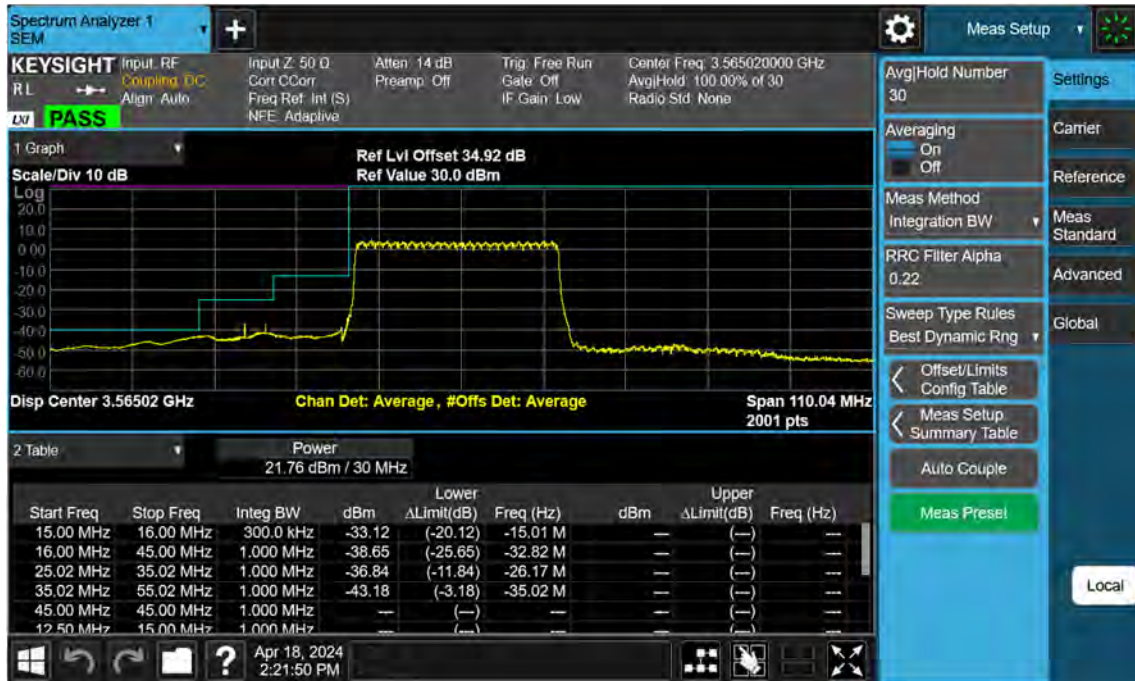 Spectrum Analyzer 1
SEM
+
Meas Setup
KEYSIGHT
RL
LXI
PASS
Input: RF
Coupling: DC
Align: Auto
Input Z: 50 Ω
Corr CCorr
Freq Ref: Int (S)
NFE: Adaptive
Atten: 14 dB
Preamp: Off
Trig: Free Run
Gate: Off
IF Gain: Low
Center Freq: 3.565020000 GHz
Avg|Hold: 100.00% of 30
Radio Std: None
1 Graph
Scale/Div 10 dB
Ref Lvl Offset 34.92 dB
Ref Value 30.0 dBm
Log
20.0
10.0
0.00
-10.0
-20.0
-30.0
-40.0
-50.0
-60.0
Disp Center 3.56502 GHz
Chan Det: Average, #Offs Det: Average
Span 110.04 MHz
2001 pts
2 Table
Power
21.76 dBm / 30 MHz
Lower Upper
Start Freq Stop Freq Integ BW dBm ΔLimit(dB) Freq (Hz) dBm ΔLimit(dB) Freq (Hz)
15.00 MHz 16.00 MHz 300.0 kHz -33.12 (-20.12) -15.01 M --- (---) ---
16.00 MHz 45.00 MHz 1.000 MHz -38.65 (-25.65) -32.82 M --- (---) ---
25.02 MHz 35.02 MHz 1.000 MHz -36.84 (-11.84) -26.17 M --- (---) ---
35.02 MHz 55.02 MHz 1.000 MHz -43.18 (-3.18) -35.02 M --- (---) ---
45.00 MHz 45.00 MHz 1.000 MHz --- (---) --- --- (---) ---
12.50 MHz 15.00 MHz 1.000 MHz --- (---) --- --- (---) ---
?
Apr 18, 2024
2:21:50 PM
Avg|Hold Number
30
Averaging
On
Off
Meas Method
Integration BW
RRC Filter Alpha
0.22
Sweep Type Rules
Best Dynamic Rng
Offset/Limits
Config Table
Meas Setup
Summary Table
Auto Couple
Meas Preset
Settings
Carrier
Reference
Meas
Standard
Advanced
Global
Local